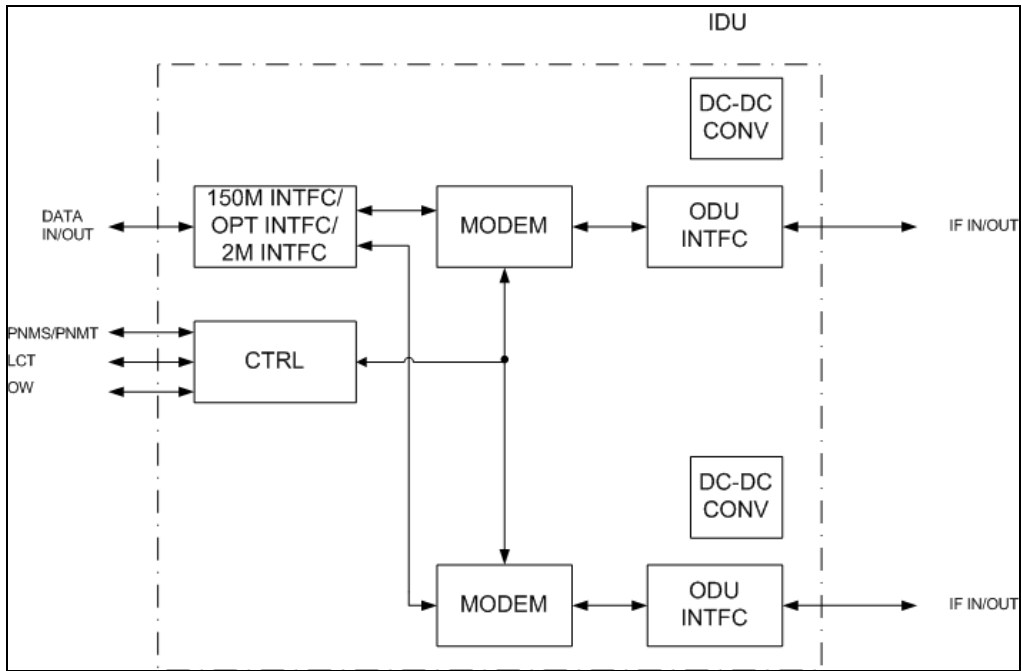 IDU
DC-DC
CONV
150M INTFC/
OPT INTFC/
2M INTFC
MODEM
ODU
INTFC
DATA
IN/OUT
IF IN/OUT
PNMS/PNMT
LCT
OW
CTRL
DC-DC
CONV
MODEM
ODU
INTFC
IF IN/OUT